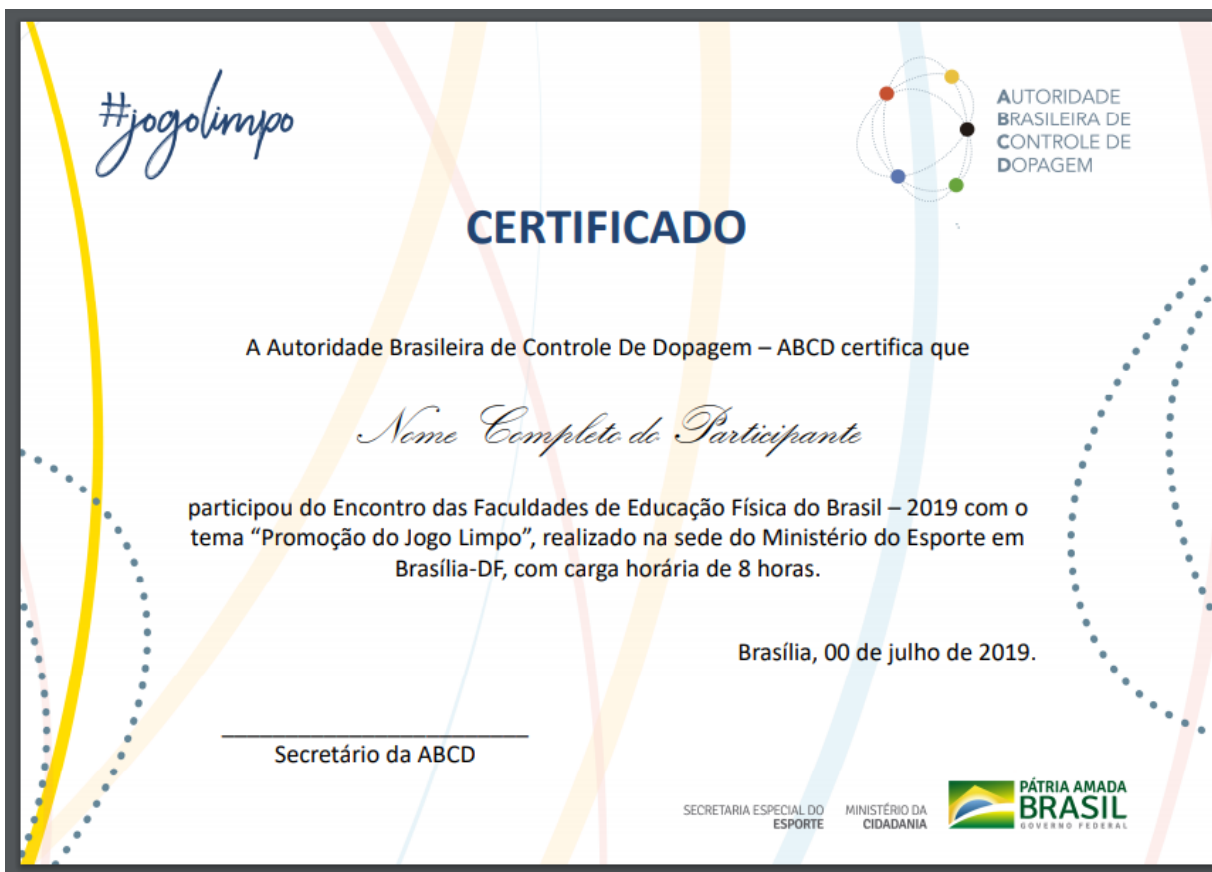 #jogolimpo
AUTORIDADE
BRASILEIRA DE
CONTROLE DE
DOPAGEM
CERTIFICADO
A Autoridade Brasileira de Controle De Dopagem – ABCD certifica que
Nome Completo do Participante
participou do Encontro das Faculdades de Educação Física do Brasil – 2019 com o
tema “Promoção do Jogo Limpo”, realizado na sede do Ministério do Esporte em
Brasília-DF, com carga horária de 8 horas.
Brasília, 00 de julho de 2019.
Secretário da ABCD
SECRETARIA ESPECIAL DO
ESPORTE
MINISTÉRIO DA
CIDADANIA
PÁTRIA AMADA
BRASIL
GOVERNO FEDERAL